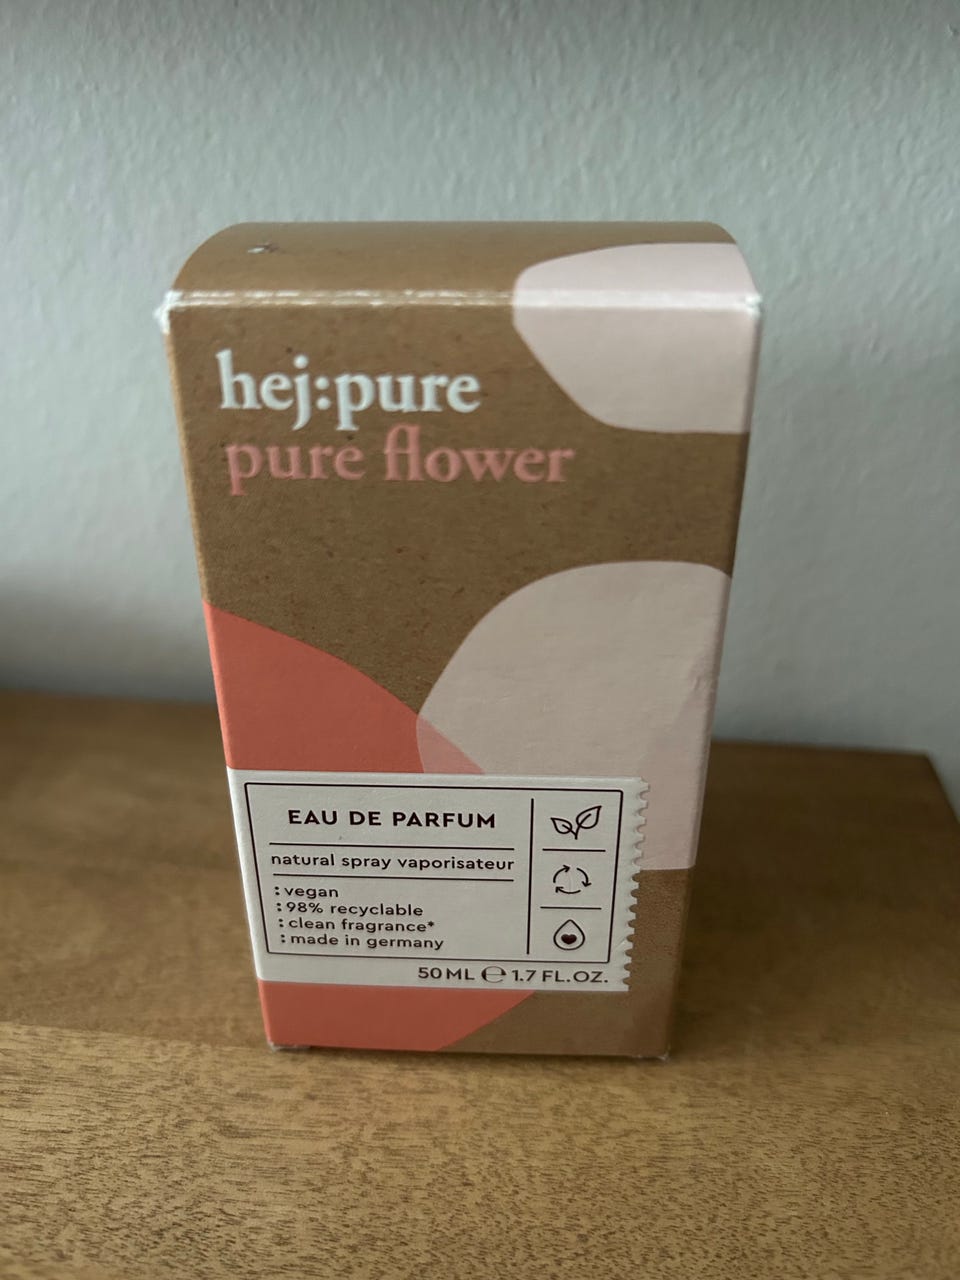 hej:pure
pure flower
EAU DE PARFUM
natural spray vaporisateur
:vegan
:98% recyclable
:clean fragrance*
:made in germany
50 ML ℮ 1.7 FL.OZ.